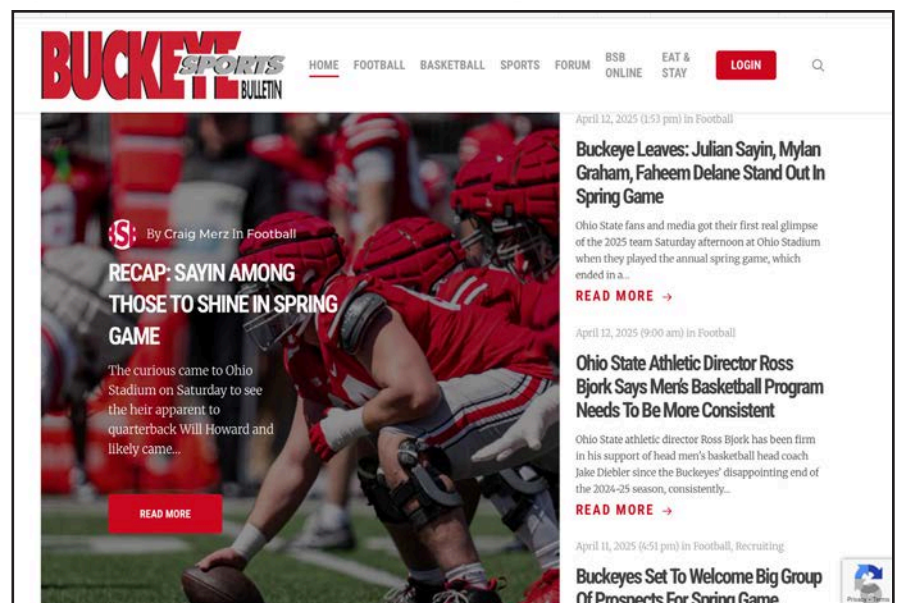 BUCKEYE
SPORTS
BULLETIN
HOME FOOTBALL BASKETBALL SPORTS FORUM BSB ONLINE EAT & STAY LOGIN
S By Craig Merz In Football
RECAP: SAYIN AMONG
THOSE TO SHINE IN SPRING
GAME
The curious came to Ohio
Stadium on Saturday to see
the heir apparent to
quarterback Will Howard and
likely came...
READ MORE
April 12, 2025 (1:53 pm) in Football
Buckeye Leaves: Julian Sayin, Mylan
Graham, Faheem Delane Stand Out In
Spring Game
Ohio State fans and media got their first real glimpse
of the 2025 team Saturday afternoon at Ohio Stadium
when they played the annual spring game, which
ended in a...
READ MORE →
April 12, 2025 (9:00 am) in Football
Ohio State Athletic Director Ross
Bjork Says Men's Basketball Program
Needs To Be More Consistent
Ohio State athletic director Ross Bjork has been firm
in his support of head men's basketball head coach
Jake Diebler since the Buckeyes' disappointing end of
the 2024-25 season, consistently...
READ MORE →
April 11, 2025 (4:51 pm) in Football, Recruiting
Buckeyes Set To Welcome Big Group
Of Prospects For Spring Game
Privacy - Terms